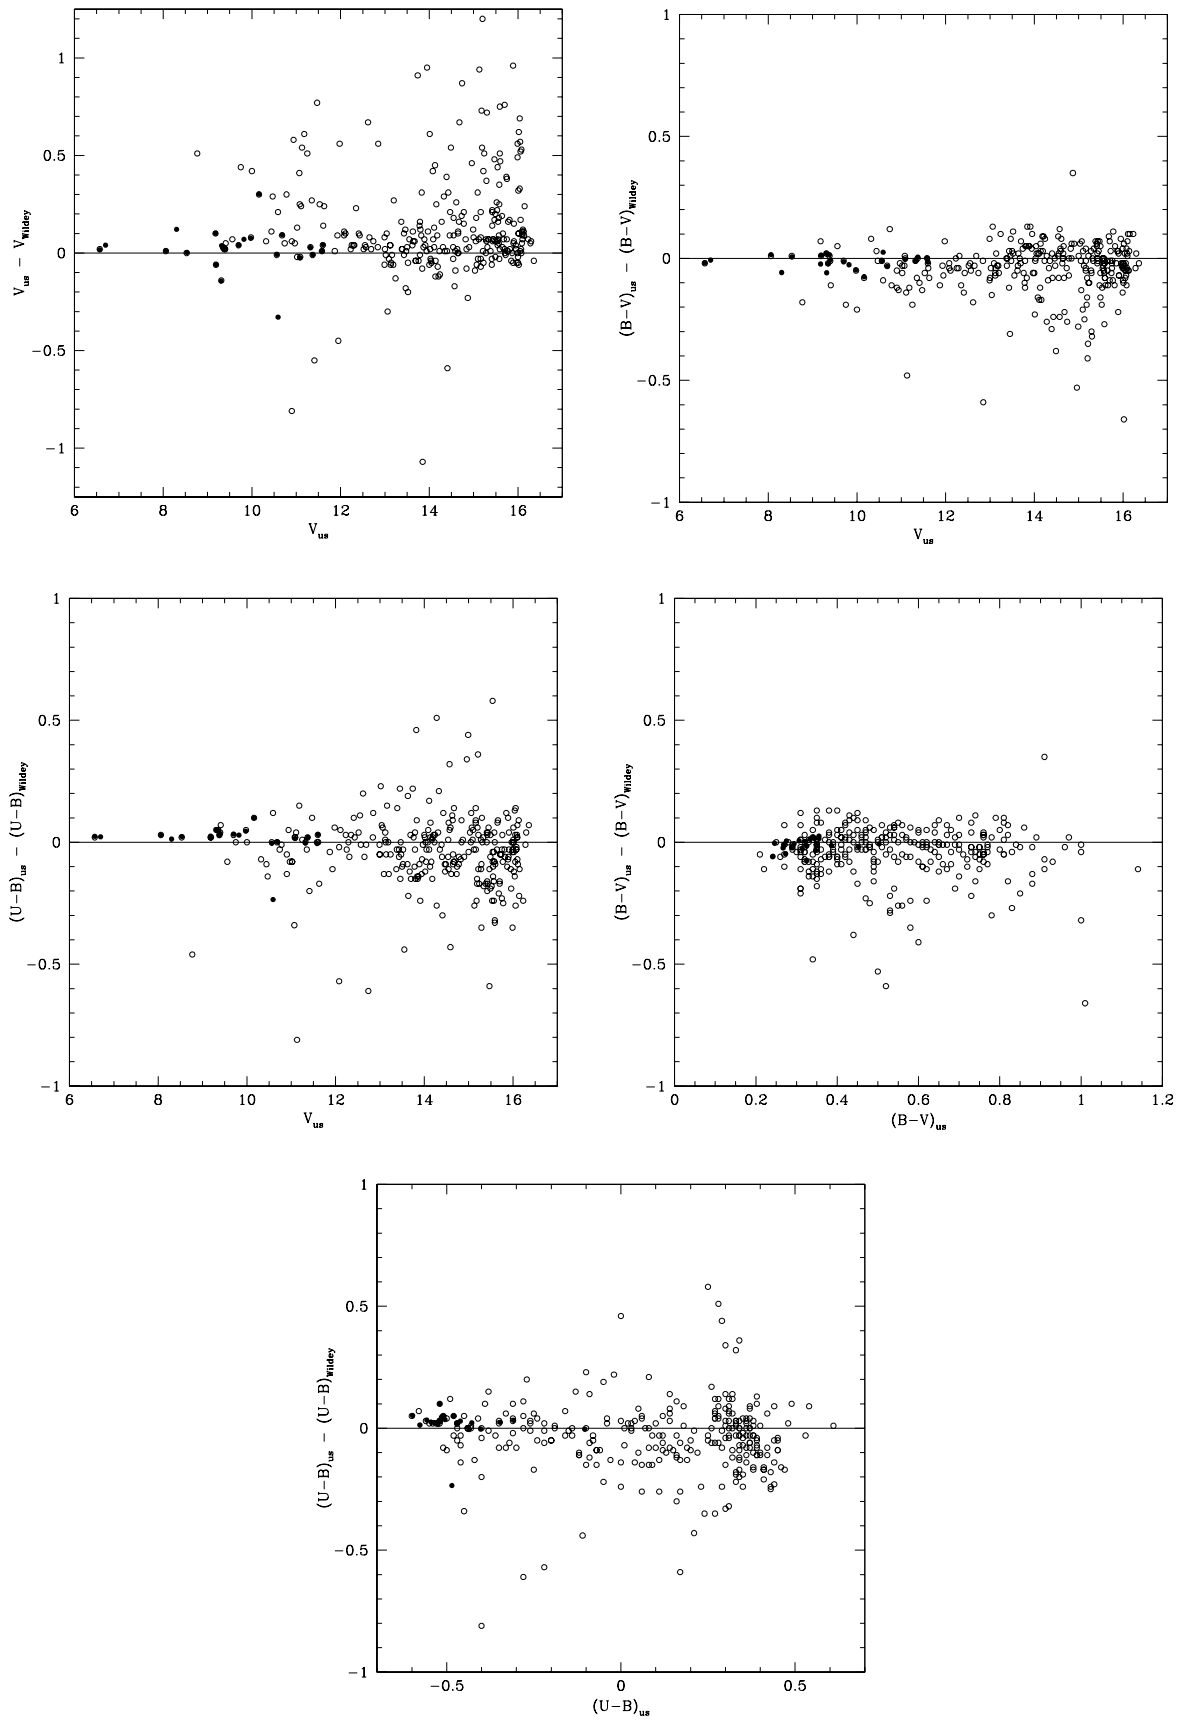 1
0.5
0
−0.5
−1
V_us − V_Wildey
6 8 10 12 14 16
V_us
1
0.5
0
−0.5
−1
(B−V)_us − (B−V)_Wildey
6 8 10 12 14 16
V_us
1
0.5
0
−0.5
−1
(U−B)_us − (U−B)_Wildey
6 8 10 12 14 16
V_us
1
0.5
0
−0.5
−1
(B−V)_us − (B−V)_Wildey
0 0.2 0.4 0.6 0.8 1 1.2
(B−V)_us
1
0.5
0
−0.5
−1
(U−B)_us − (U−B)_Wildey
−0.5 0 0.5
(U−B)_us